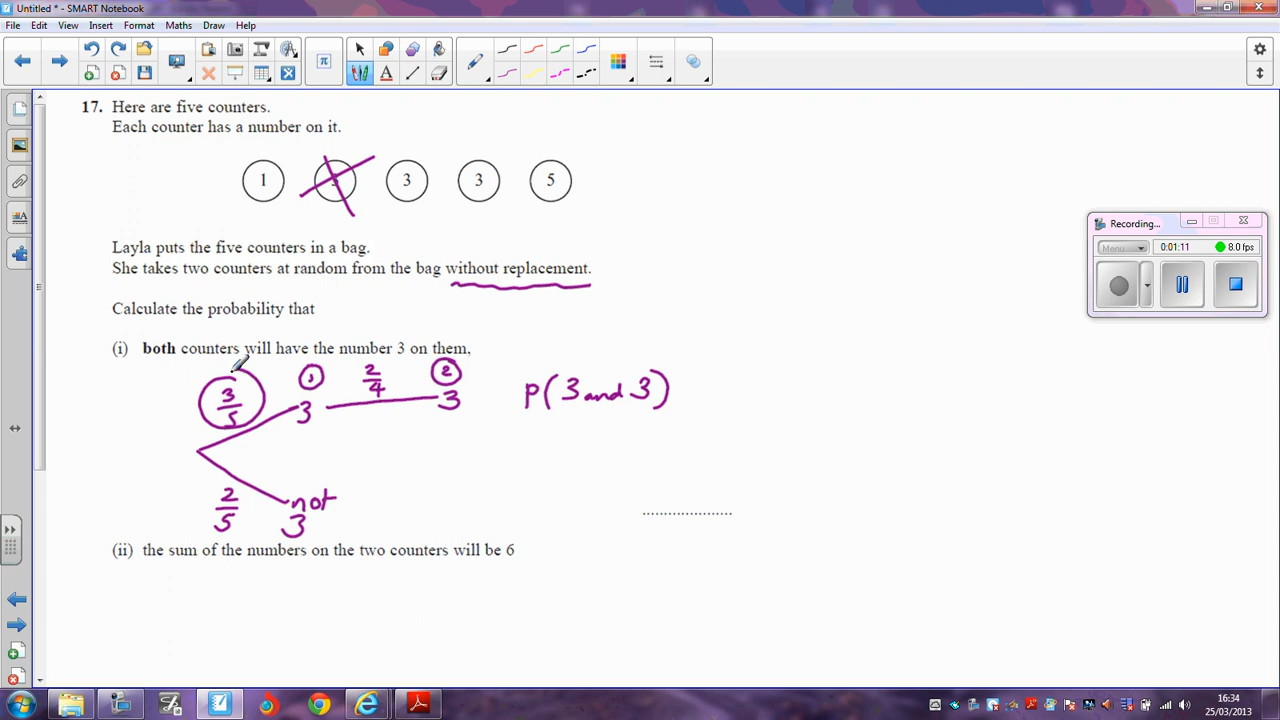 Untitled * - SMART Notebook
File Edit View Insert Format Maths Draw Help
17. Here are five counters.
Each counter has a number on it.
1 3 3 3 5
Recording...
Menu 0:01:11 8.0 fps
Layla puts the five counters in a bag.
She takes two counters at random from the bag without replacement.
Calculate the probability that
(i) both counters will have the number 3 on them,
3/5 1 2/4 2
3 3 P(3 and 3)
2/5 not 3
....................
(ii) the sum of the numbers on the two counters will be 6
16:34
25/03/2013